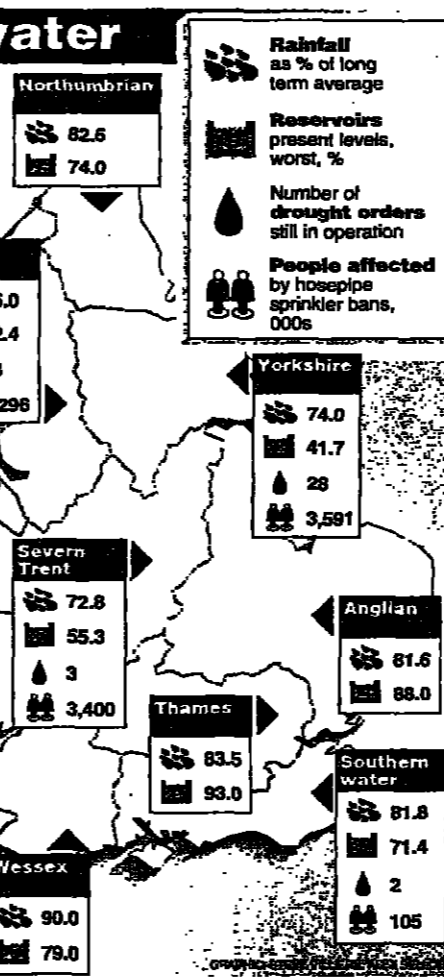 Rainfall
as % of long
term average
Reservoirs
present levels,
worst, %
Number of
drought orders
still in operation
People affected
by hosepipe
sprinkler bans,
000s
Northumbrian
82.6
74.0
296
Yorkshire
74.0
41.7
28
3,591
Severn
Trent
72.8
55.3
3
3,400
Anglian
81.6
88.0
Thames
83.5
93.0
Southern
water
81.8
71.4
2
105
Wessex
90.0
79.0